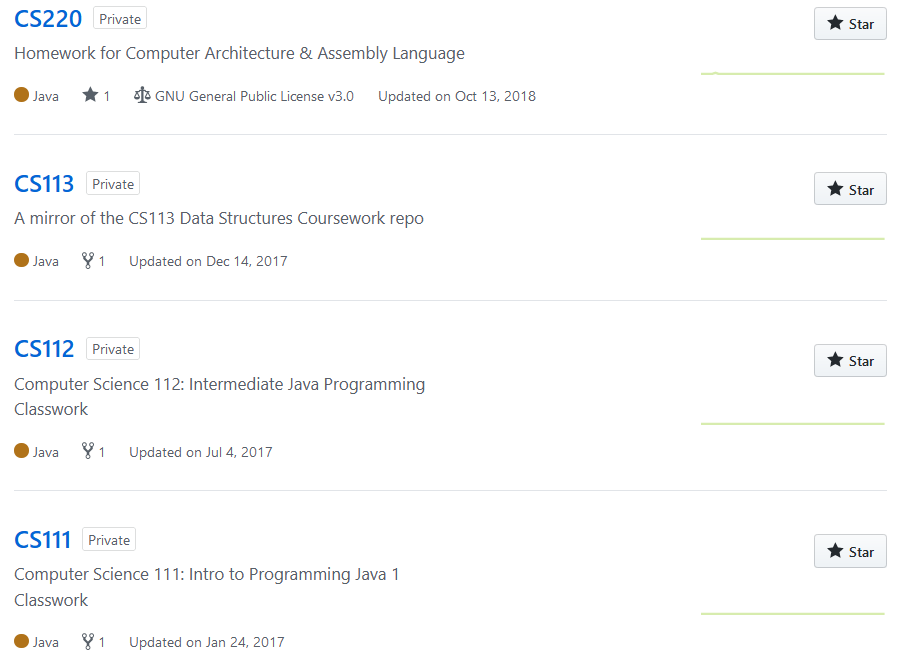 CS220 Private Star
Homework for Computer Architecture & Assembly Language
Java 1 GNU General Public License v3.0 Updated on Oct 13, 2018
CS113 Private Star
A mirror of the CS113 Data Structures Coursework repo
Java 1 Updated on Dec 14, 2017
CS112 Private Star
Computer Science 112: Intermediate Java Programming
Classwork
Java 1 Updated on Jul 4, 2017
CS111 Private Star
Computer Science 111: Intro to Programming Java 1
Classwork
Java 1 Updated on Jan 24, 2017